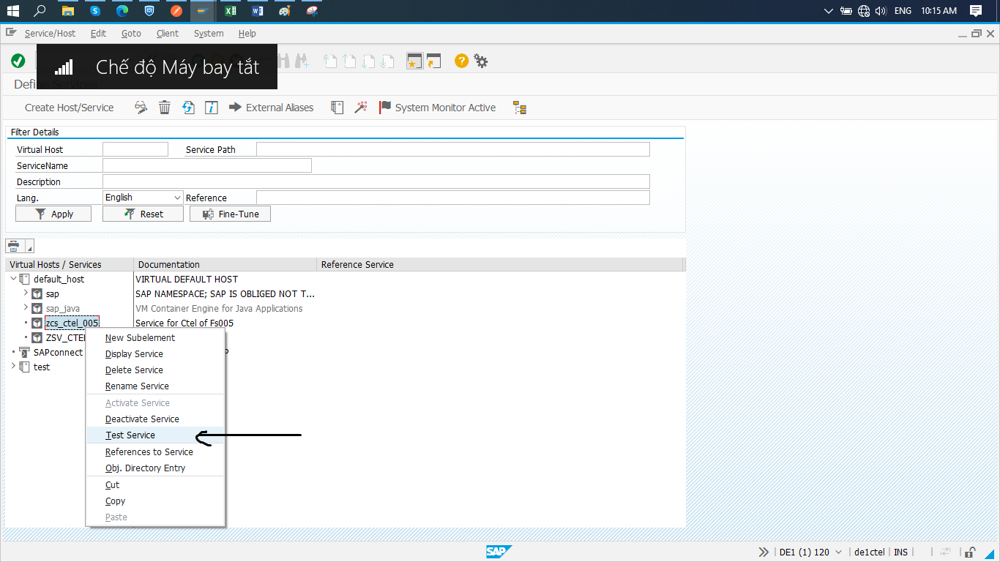 ENG 10:15 AM
Service/Host Edit Goto Client System Help
Chế độ Máy bay tắt
Define Services
Create Host/Service External Aliases System Monitor Active
Filter Details
Virtual Host Service Path
ServiceName
Description
Lang. English Reference
Apply Reset Fine-Tune
Virtual Hosts / Services Documentation Reference Service
default_host VIRTUAL DEFAULT HOST
sap SAP NAMESPACE; SAP IS OBLIGED NOT T...
sap_java VM Container Engine for Java Applications
zcs_ctel_005 Service for Ctel of Fs005
ZSV_CTE
SAPconnect
test
New Subelement
Display Service
Delete Service
Rename Service
Activate Service
Deactivate Service
Test Service
References to Service
Obj. Directory Entry
Cut
Copy
Paste
SAP DE1 (1) 120 de1ctel INS